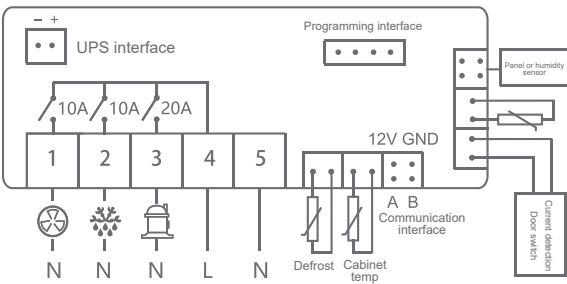 − +
UPS interface
Programming interface
Panel or humidity
sensor
10A 10A 20A
12V GND
1 2 3 4 5
A B
Communication
interface
Current detection
Door switch
Defrost
Cabinet
temp
N N N L N